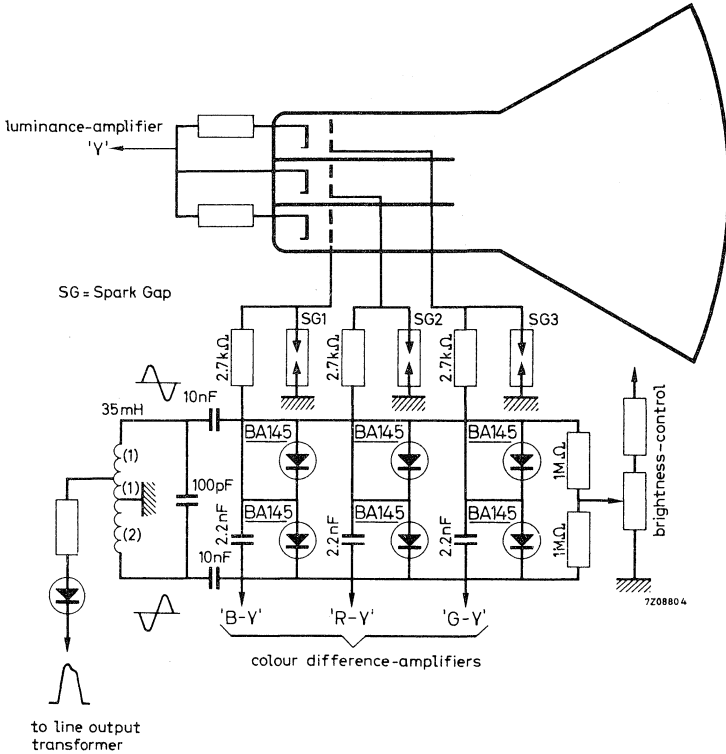 luminance-amplifier
'Y'
SG = Spark Gap
SG1
SG2
SG3
2.7kΩ
2.7kΩ
2.7kΩ
10nF
35mH
BA145
BA145
BA145
(1)
(1)
(2)
100pF
1MΩ
brightness-control
BA145
BA145
BA145
2.2nF
2.2nF
2.2nF
10nF
1MΩ
7Z08804
'B-Y'
'R-Y'
'G-Y'
colour difference-amplifiers
to line output
transformer